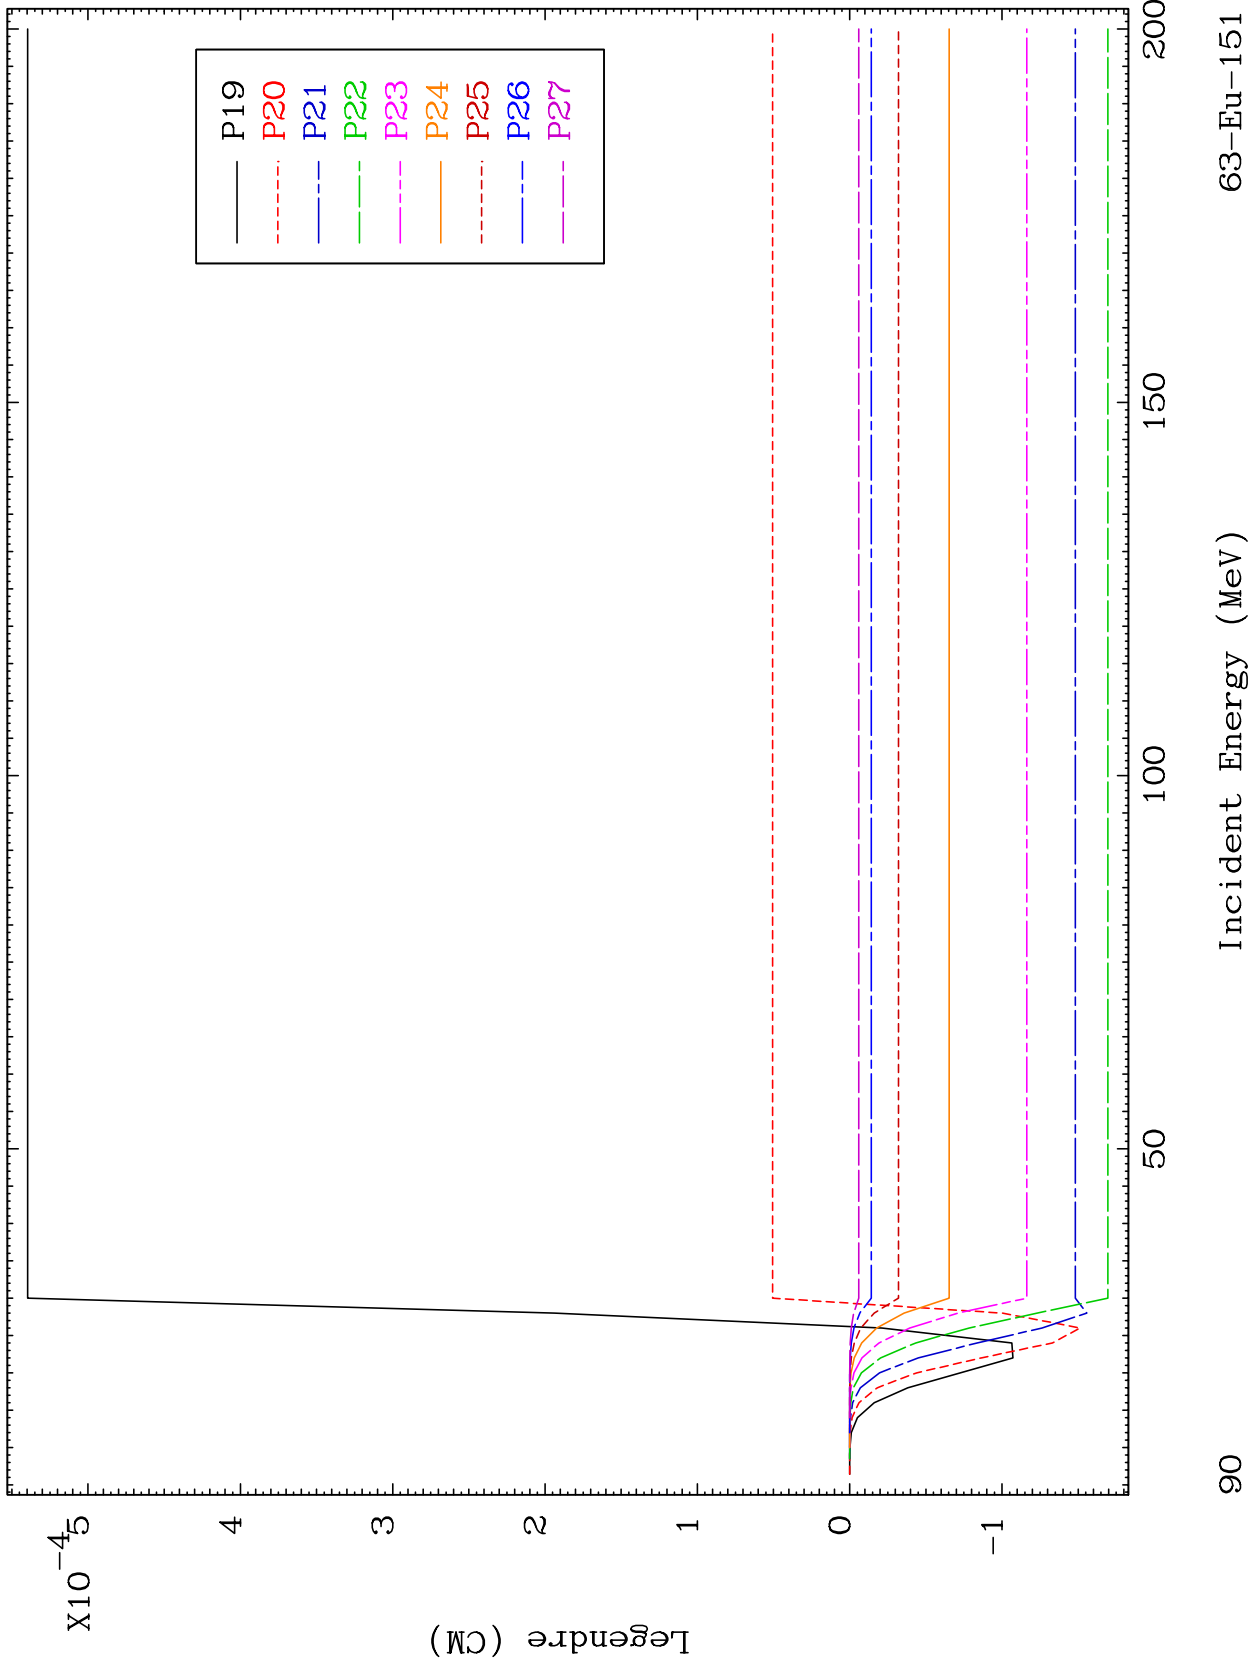 X10
-4
5
4
3
2
1
0
-1
Legendre (CM)
P19
P20
P21
P22
P23
P24
P25
P26
P27
50
100
150
200
Incident Energy (MeV)
90
63-Eu-151